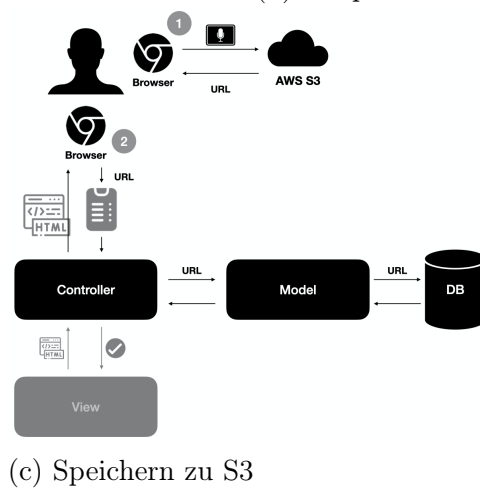 1
Browser
URL
AWS S3
Browser
2
URL
</>
HTML
URL
URL
Controller
Model
DB
HTML
View
(c) Speichern zu S3